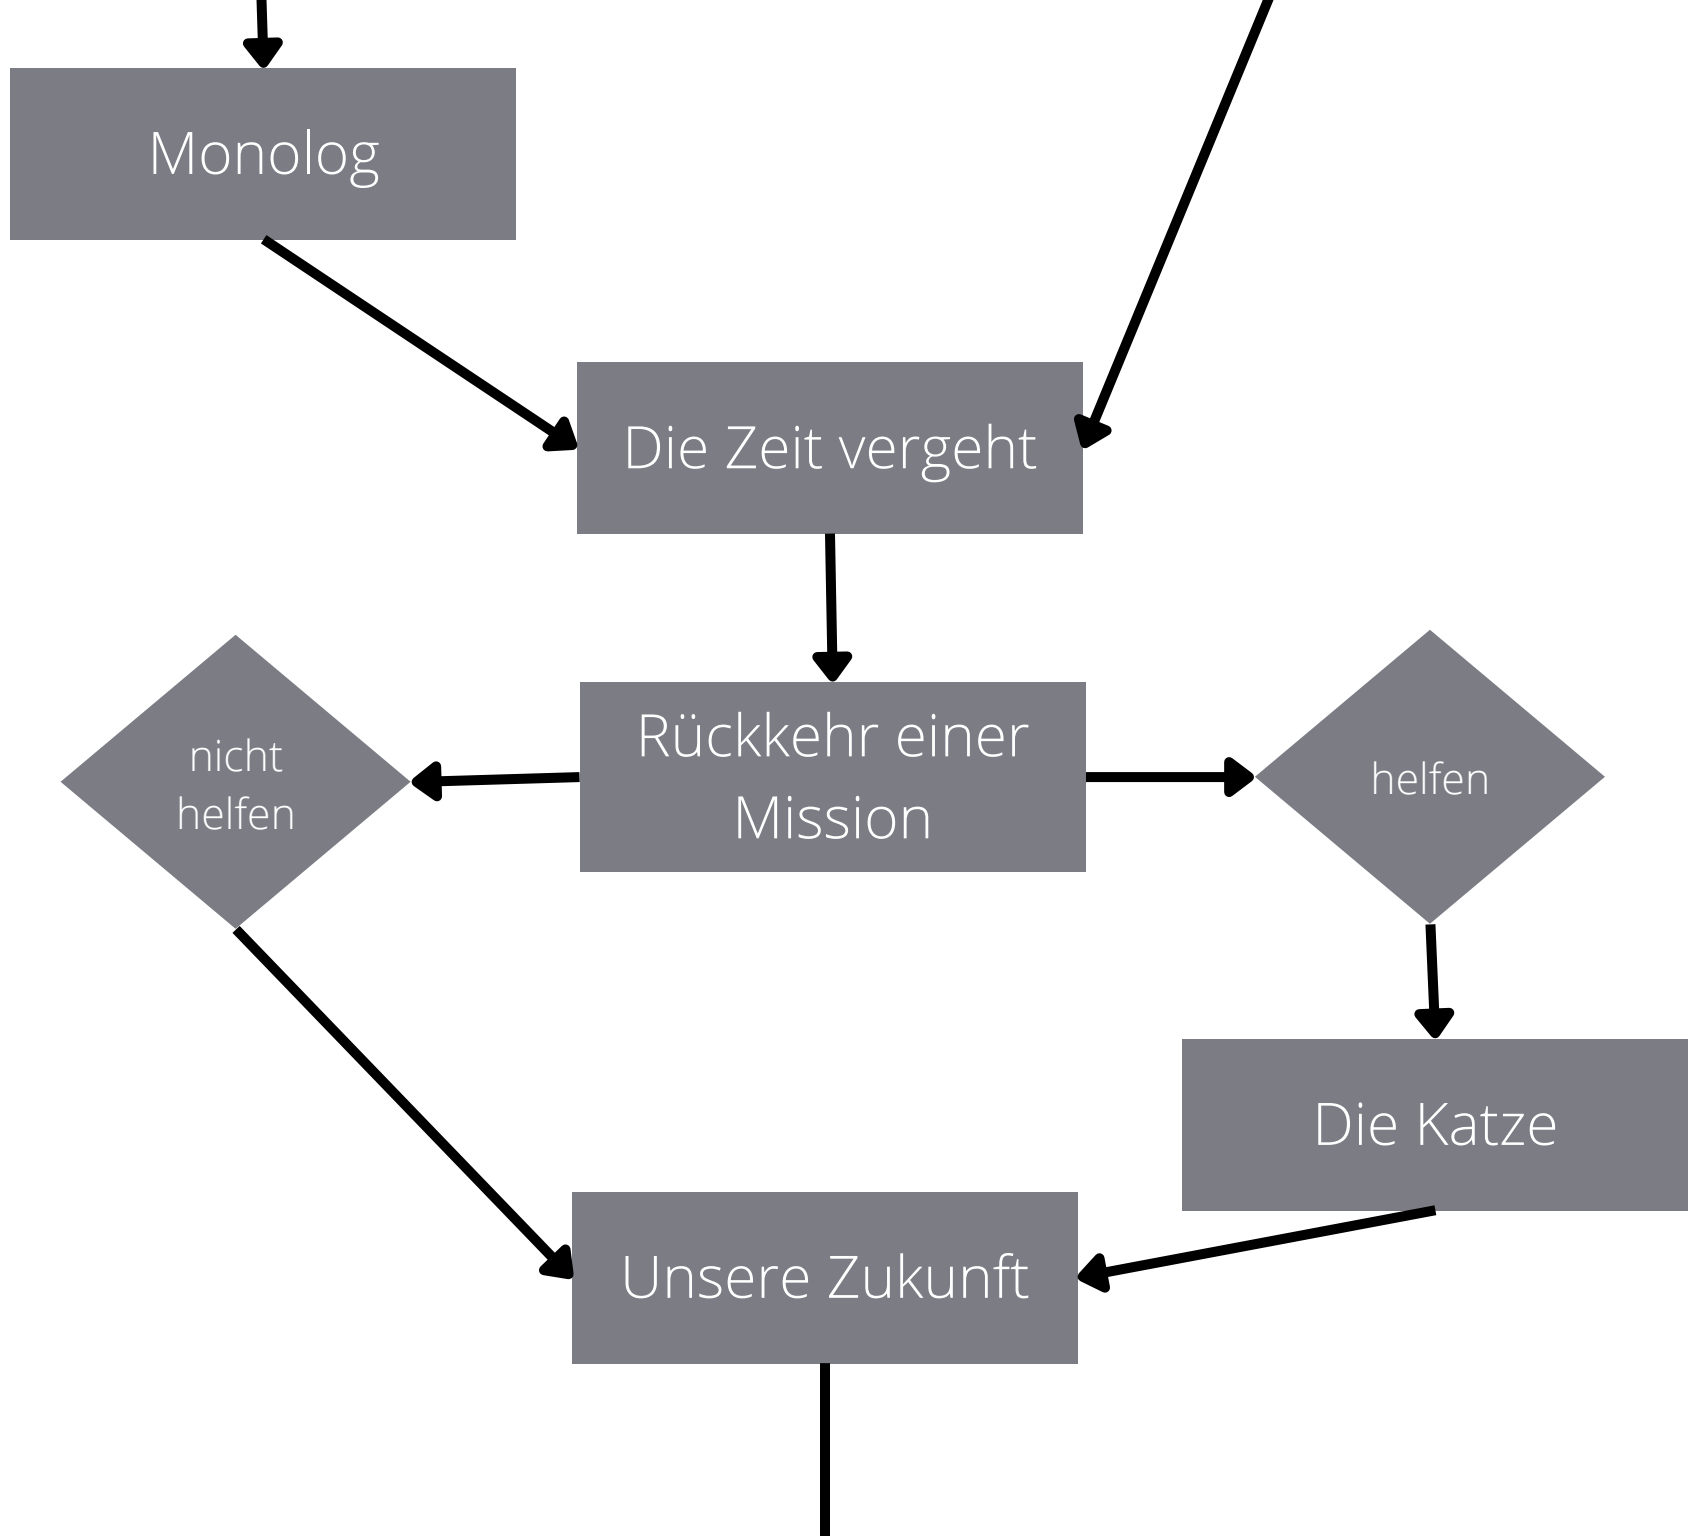 Monolog
Die Zeit vergeht
Rückkehr einer
Mission
nicht
helfen
helfen
Die Katze
Unsere Zukunft